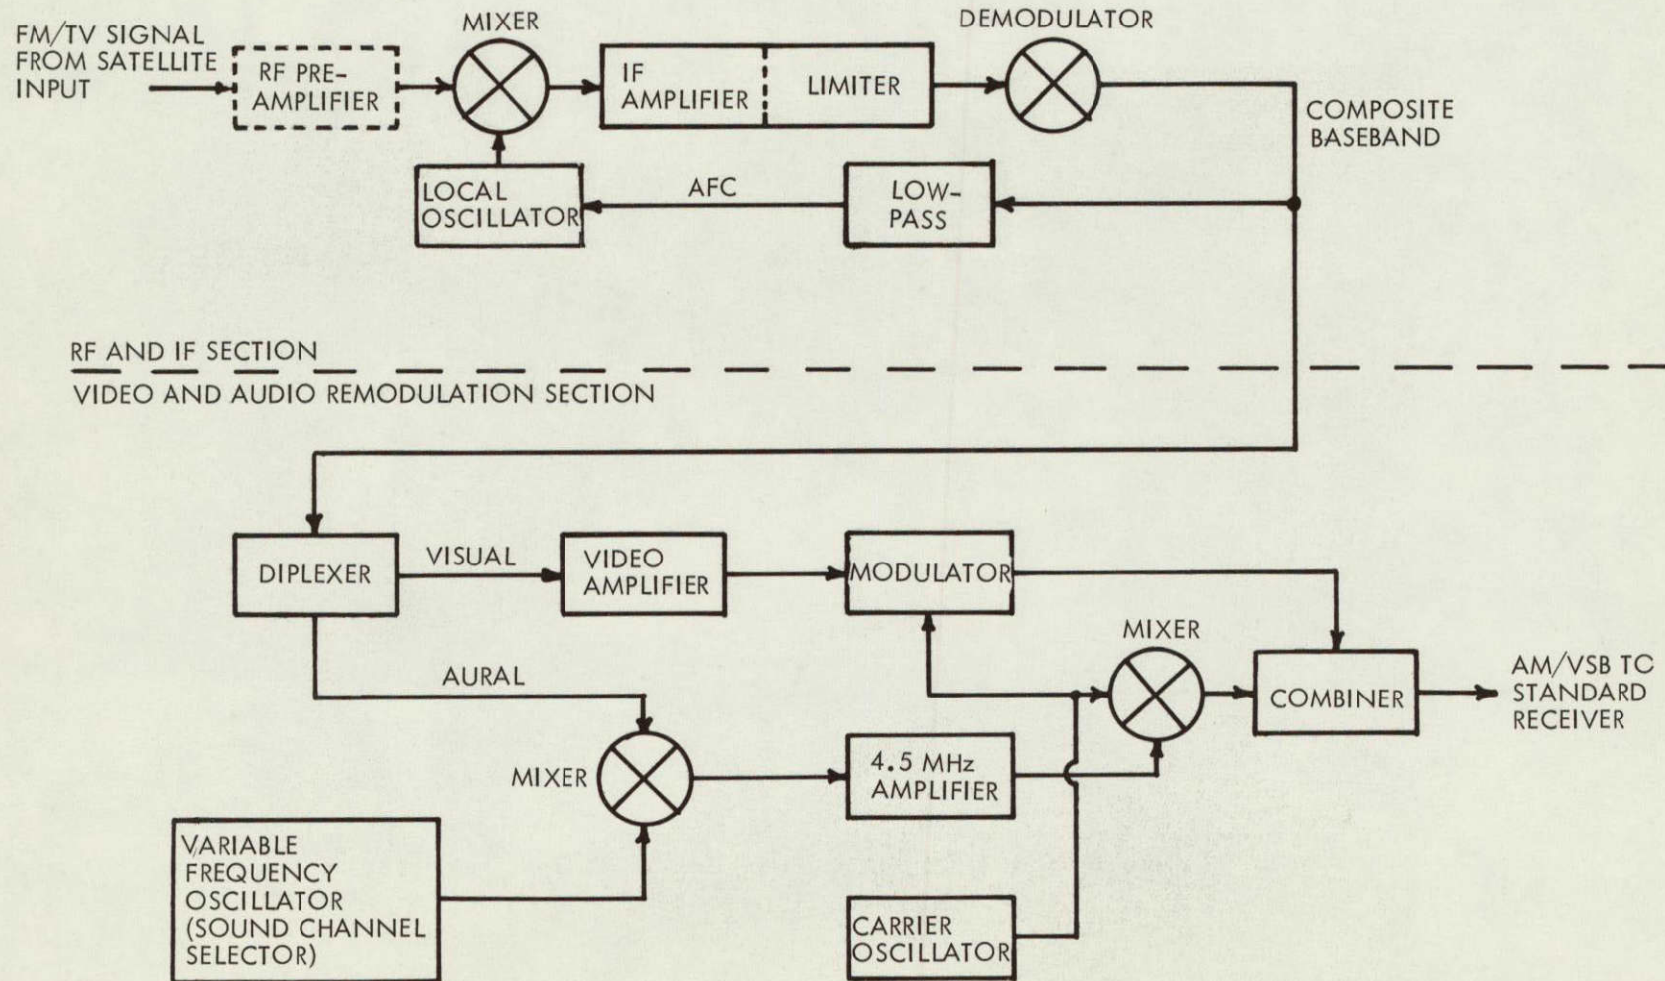 FM/TV SIGNAL
FROM SATELLITE
INPUT
RF PRE-
AMPLIFIER
MIXER
IF
AMPLIFIER
LIMITER
DEMODULATOR
COMPOSITE
BASEBAND
LOCAL
OSCILLATOR
AFC
LOW-
PASS
RF AND IF SECTION
VIDEO AND AUDIO REMODULATION SECTION
DIPLEXER
VISUAL
VIDEO
AMPLIFIER
MODULATOR
MIXER
AURAL
COMBINER
AM/VSB TO
STANDARD
RECEIVER
MIXER
4.5 MHz
AMPLIFIER
VARIABLE
FREQUENCY
OSCILLATOR
(SOUND CHANNEL
SELECTOR)
CARRIER
OSCILLATOR